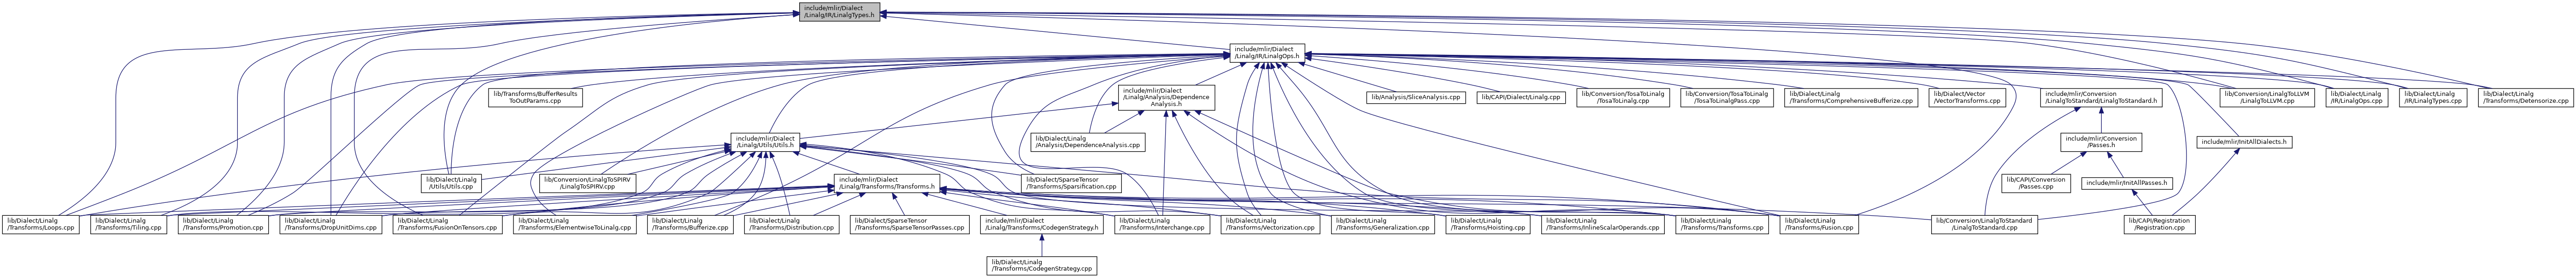 include/mlir/Dialect
/Linalg/IR/LinalgTypes.h
include/mlir/Dialect
/Linalg/IR/LinalgOps.h
lib/Transforms/BufferResults
ToOutParams.cpp
include/mlir/Dialect
/Linalg/Analysis/Dependence
Analysis.h
lib/Analysis/SliceAnalysis.cpp
lib/CAPI/Dialect/Linalg.cpp
lib/Conversion/TosaToLinalg
/TosaToLinalg.cpp
lib/Conversion/TosaToLinalg
/TosaToLinalgPass.cpp
lib/Dialect/Linalg
/Transforms/ComprehensiveBufferize.cpp
lib/Dialect/Vector
/VectorTransforms.cpp
include/mlir/Conversion
/LinalgToStandard/LinalgToStandard.h
lib/Conversion/LinalgToLLVM
/LinalgToLLVM.cpp
lib/Dialect/Linalg
/IR/LinalgOps.cpp
lib/Dialect/Linalg
/IR/LinalgTypes.cpp
lib/Dialect/Linalg
/Transforms/Detensorize.cpp
include/mlir/Dialect
/Linalg/Utils/Utils.h
lib/Dialect/Linalg
/Analysis/DependenceAnalysis.cpp
include/mlir/Conversion
/Passes.h
include/mlir/InitAllDialects.h
lib/Dialect/Linalg
/Utils/Utils.cpp
lib/Conversion/LinalgToSPIRV
/LinalgToSPIRV.cpp
include/mlir/Dialect
/Linalg/Transforms/Transforms.h
lib/Dialect/SparseTensor
/Transforms/Sparsification.cpp
lib/CAPI/Conversion
/Passes.cpp
include/mlir/InitAllPasses.h
lib/Dialect/Linalg
/Transforms/Loops.cpp
lib/Dialect/Linalg
/Transforms/Tiling.cpp
lib/Dialect/Linalg
/Transforms/Promotion.cpp
lib/Dialect/Linalg
/Transforms/DropUnitDims.cpp
lib/Dialect/Linalg
/Transforms/FusionOnTensors.cpp
lib/Dialect/Linalg
/Transforms/ElementwiseToLinalg.cpp
lib/Dialect/Linalg
/Transforms/Bufferize.cpp
lib/Dialect/Linalg
/Transforms/Distribution.cpp
lib/Dialect/SparseTensor
/Transforms/SparseTensorPasses.cpp
include/mlir/Dialect
/Linalg/Transforms/CodegenStrategy.h
lib/Dialect/Linalg
/Transforms/Interchange.cpp
lib/Dialect/Linalg
/Transforms/Vectorization.cpp
lib/Dialect/Linalg
/Transforms/Generalization.cpp
lib/Dialect/Linalg
/Transforms/Hoisting.cpp
lib/Dialect/Linalg
/Transforms/InlineScalarOperands.cpp
lib/Dialect/Linalg
/Transforms/Transforms.cpp
lib/Dialect/Linalg
/Transforms/Fusion.cpp
lib/Conversion/LinalgToStandard
/LinalgToStandard.cpp
lib/CAPI/Registration
/Registration.cpp
lib/Dialect/Linalg
/Transforms/CodegenStrategy.cpp